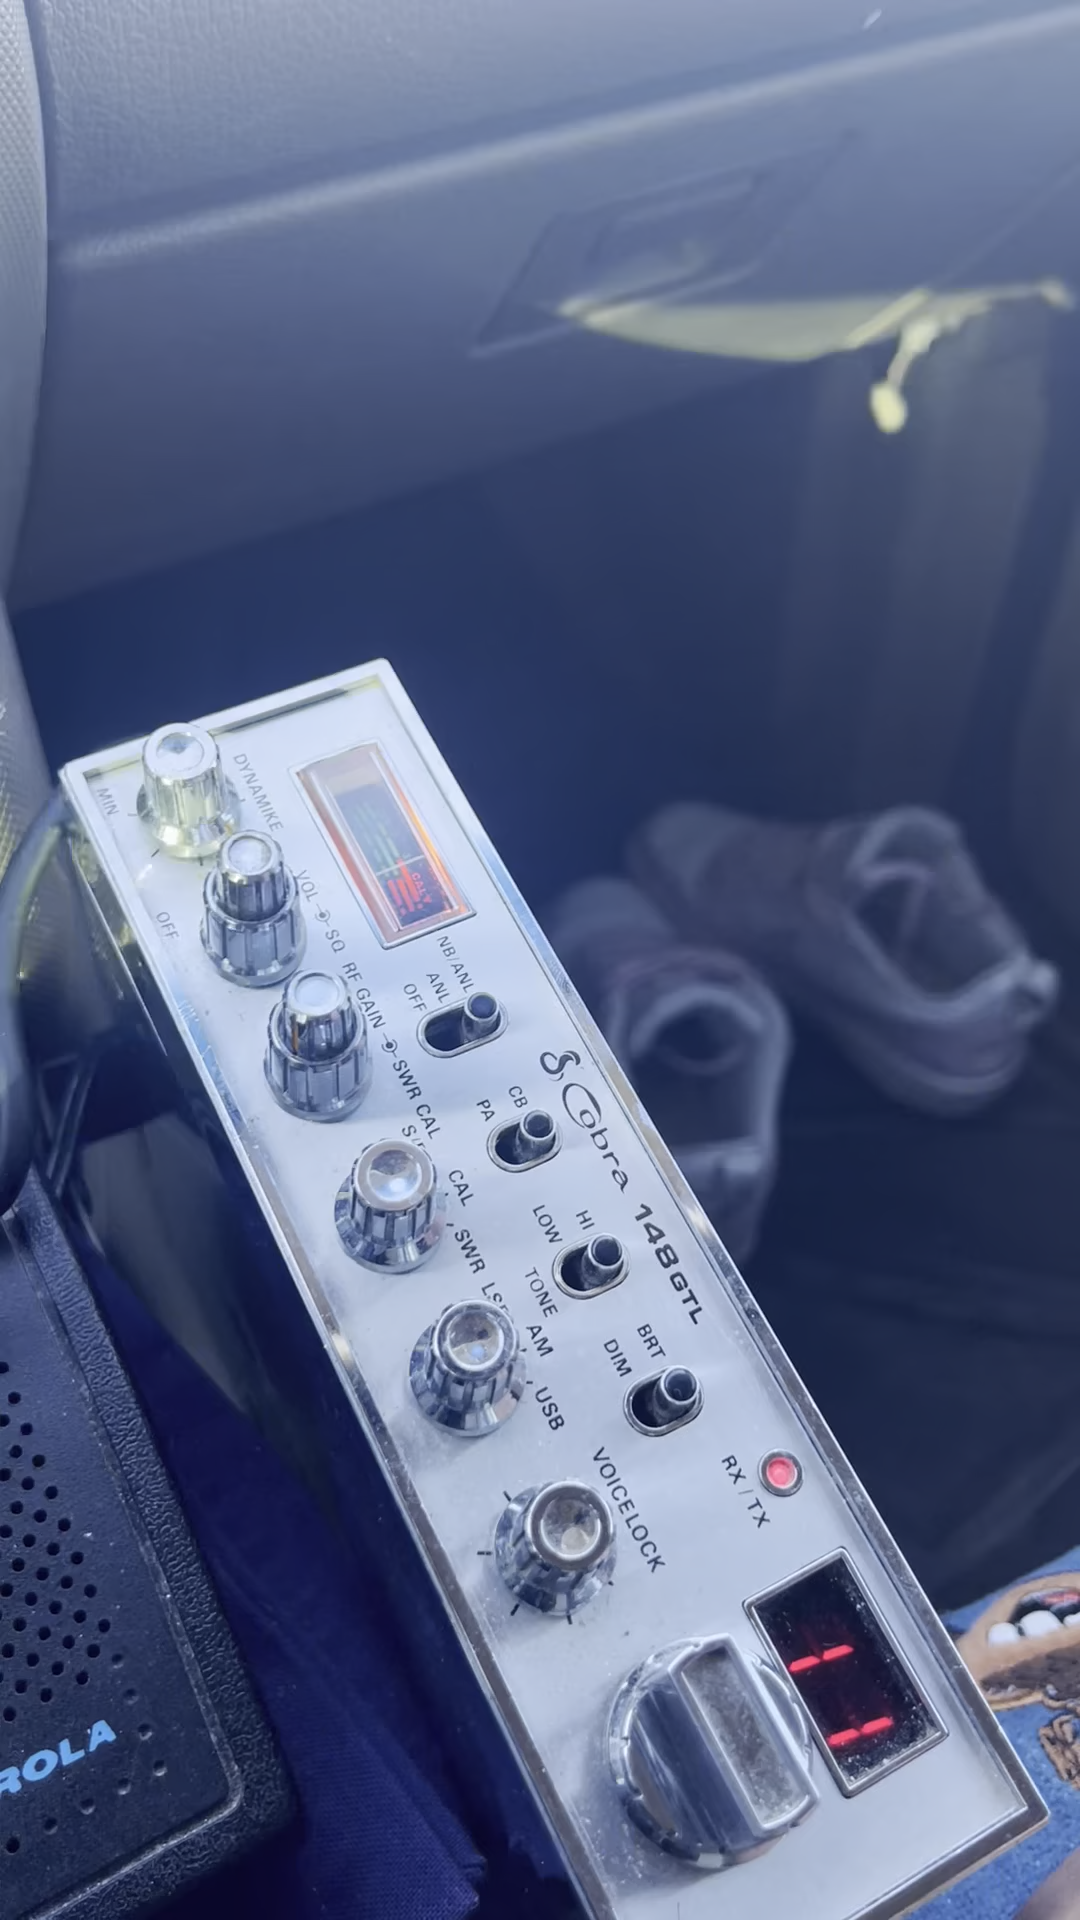 DYNAMIKE
MIN
VOL SQ
OFF
RF GAIN SWR CAL
NB/ANL
ANL
OFF
CB
PA
CAL
SWR
HI
LOW
TONE
AM
USB
BRT
DIM
VOICELOCK
RX/TX
Cobra 148GTL
11
ROLA